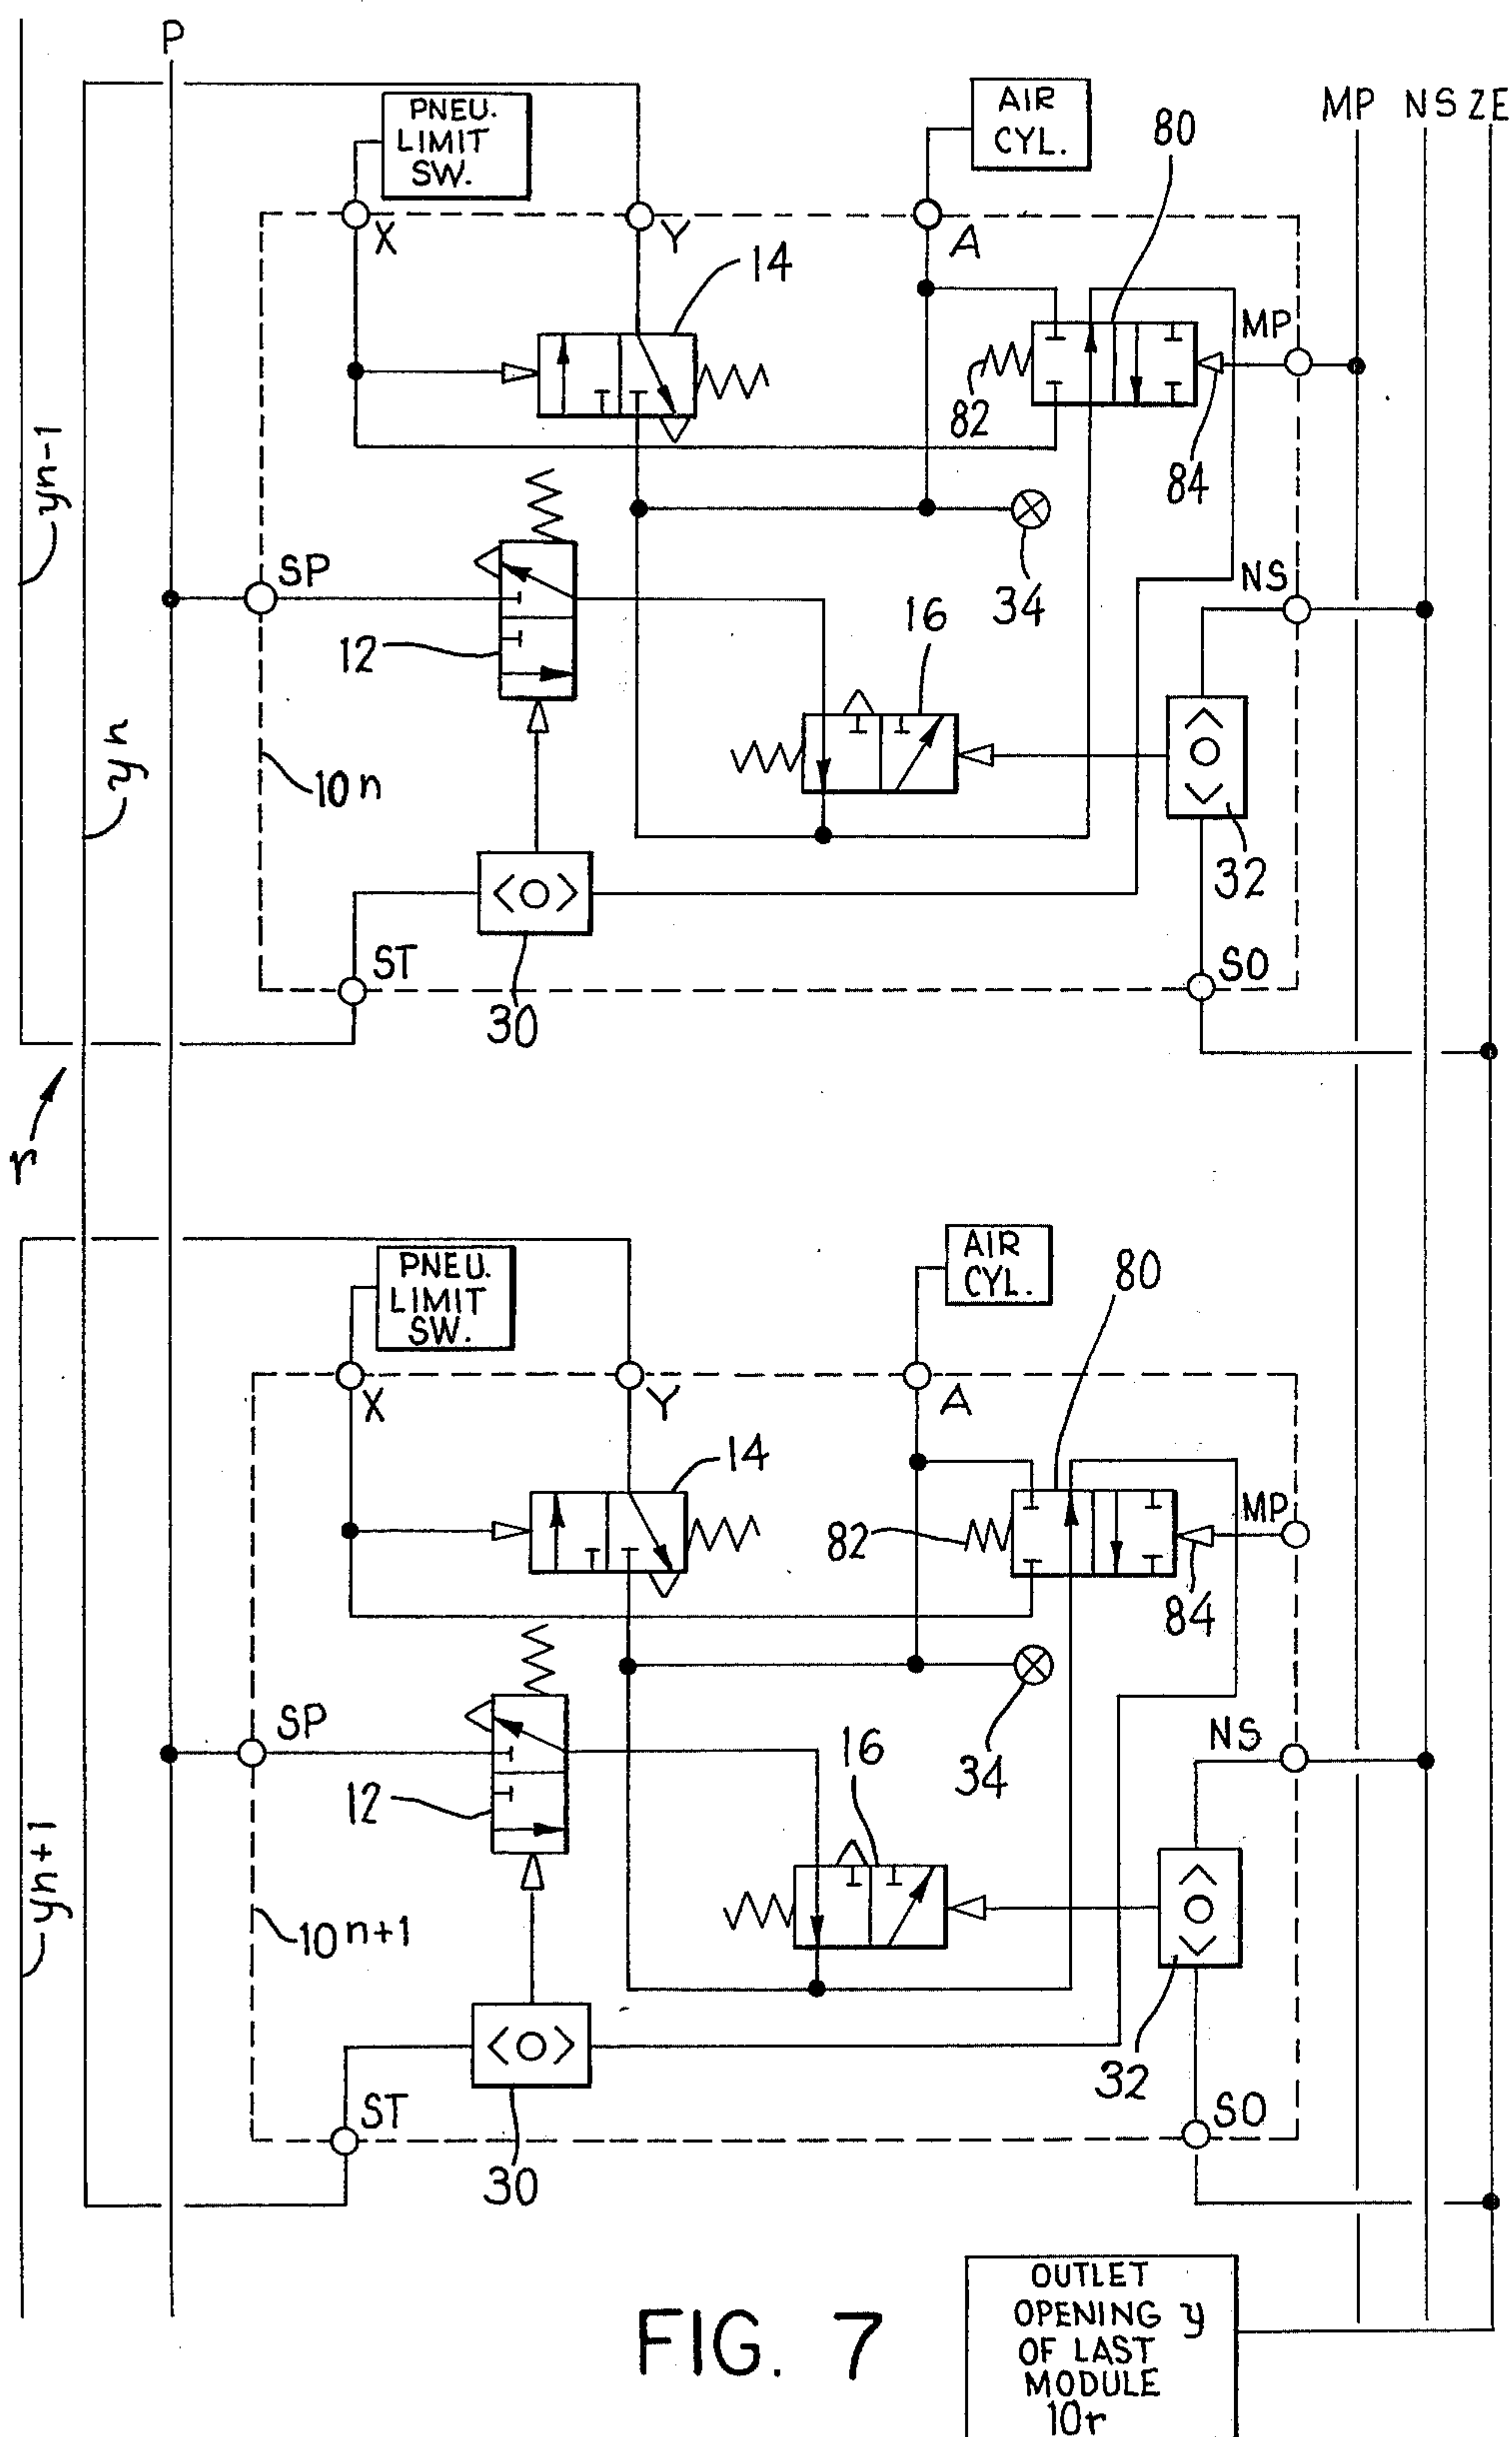 P
PNEU.
LIMIT
SW.
AIR
CYL.
80
MP NS ZE
X
Y
A
14
MP
82
84
yn-1
SP
NS
34
12
16
yn
10n
32
ST
SO
30
r
PNEU.
LIMIT
SW.
AIR
CYL.
80
X
Y
A
14
MP
82
84
SP
NS
34
12
16
yn+1
10n+1
32
ST
SO
30
OUTLET
OPENING y
OF LAST
MODULE
10r
FIG. 7